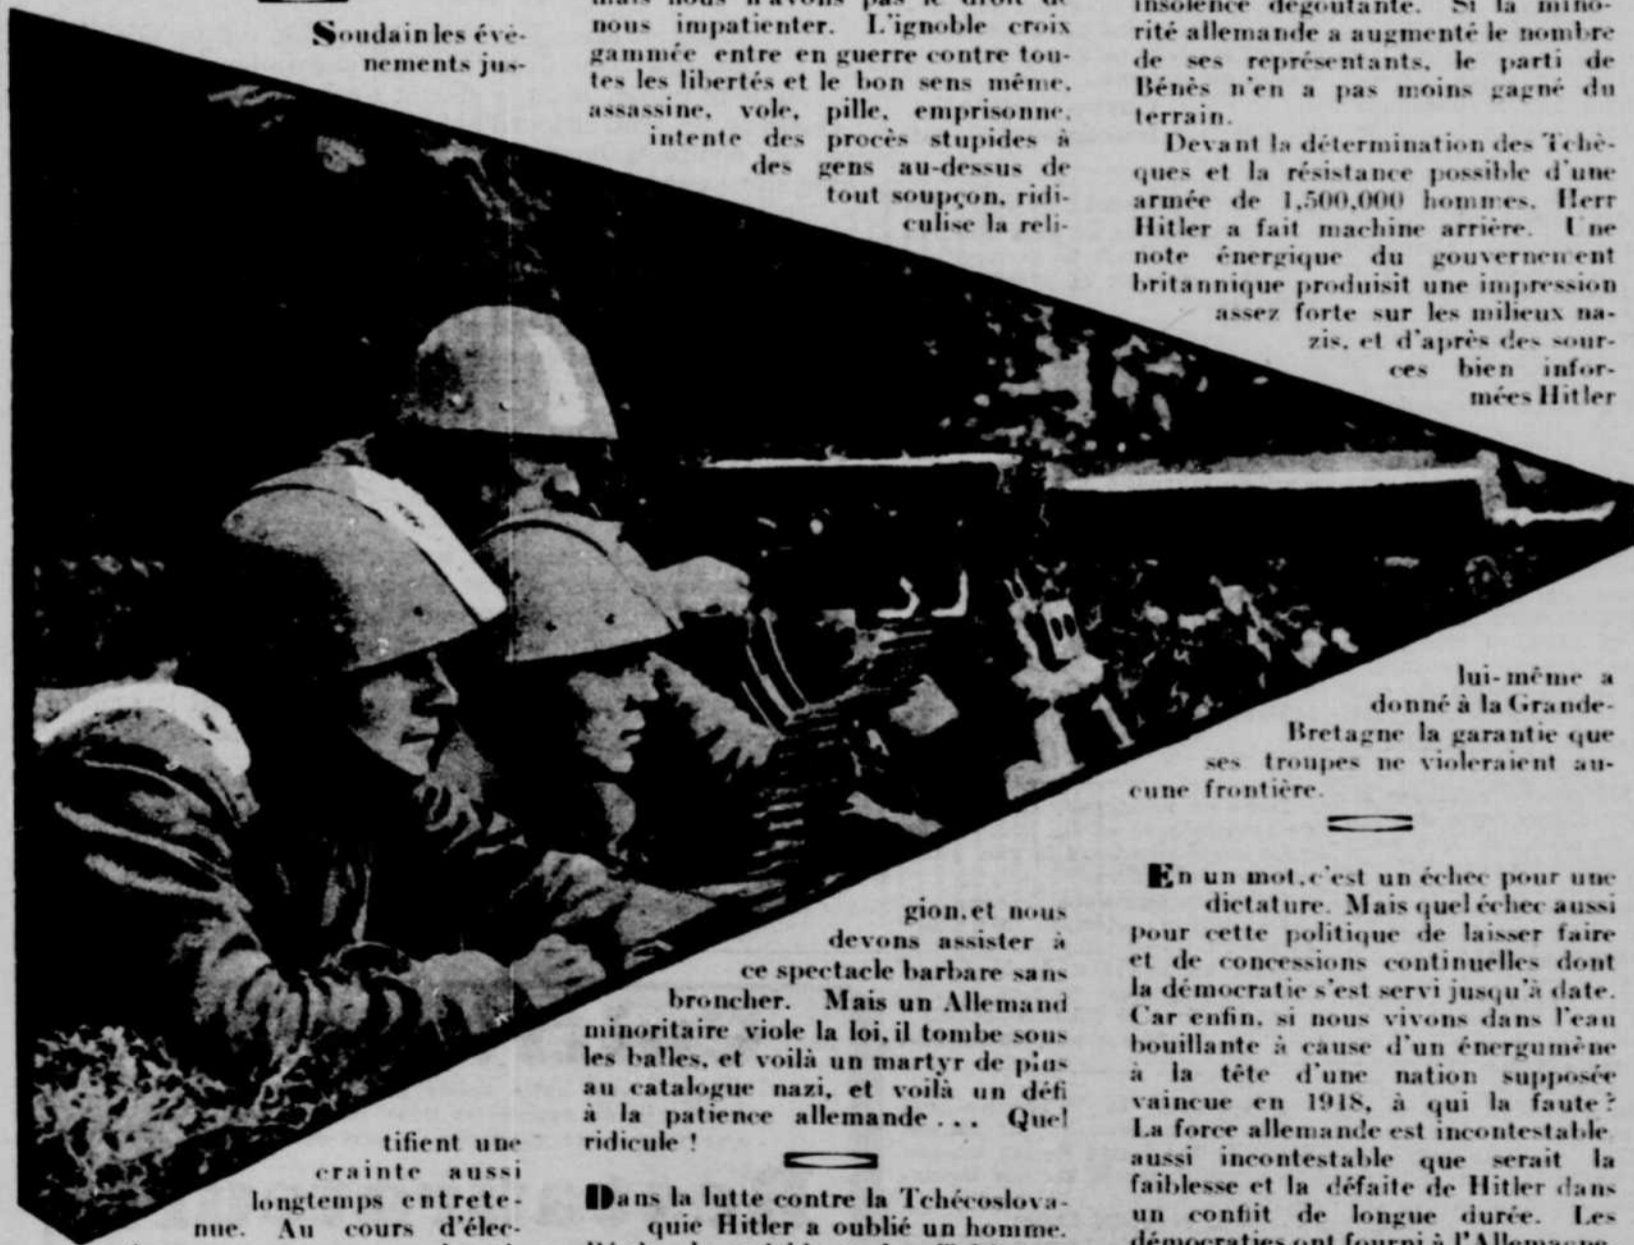 Soudain les évé-
nements jus-
tifient une
crainte aussi
longtemps entrete-
nue. Au cours d'élec-
nous impatienter. L'ignoble croix
gammée entre en guerre contre tou-
tes les libertés et le bon sens même,
assassine, vole, pille, emprisonne,
intente des procès stupides à
des gens au-dessus de
tout soupçon, ridi-
culise la reli-
gion, et nous
devons assister à
ce spectacle barbare sans
broncher. Mais un Allemand
minoritaire viole la loi, il tombe sous
les balles, et voilà un martyr de plus
au catalogue nazi, et voilà un défi
à la patience allemande... Quel
ridicule !
Dans la lutte contre la Tchécoslova-
quie Hitler a oublié un homme.
insolence dégoutante. Si la mino-
rité allemande a augmenté le nombre
de ses représentants, le parti de
Bénès n'en a pas moins gagné du
terrain.
Devant la détermination des Tchè-
ques et la résistance possible d'une
armée de 1,500,000 hommes, Herr
Hitler a fait machine arrière. Une
note énergique du gouvernement
britannique produisit une impression
assez forte sur les milieux na-
zis, et d'après des sour-
ces bien infor-
mées Hitler
lui-même a
donné à la Grande-
Bretagne la garantie que
ses troupes ne violeraient au-
cune frontière.
En un mot, c'est un échec pour une
dictature. Mais quel échec aussi
pour cette politique de laisser faire
et de concessions continuelles dont
la démocratie s'est servi jusqu'à date.
Car enfin, si nous vivons dans l'eau
bouillante à cause d'un énergumène
à la tête d'une nation supposée
vaincue en 1918, à qui la faute ?
La force allemande est incontestable
aussi incontestable que serait la
faiblesse et la défaite de Hitler dans
un conflit de longue durée. Les
démocraties ont fourni à l'Allemagne